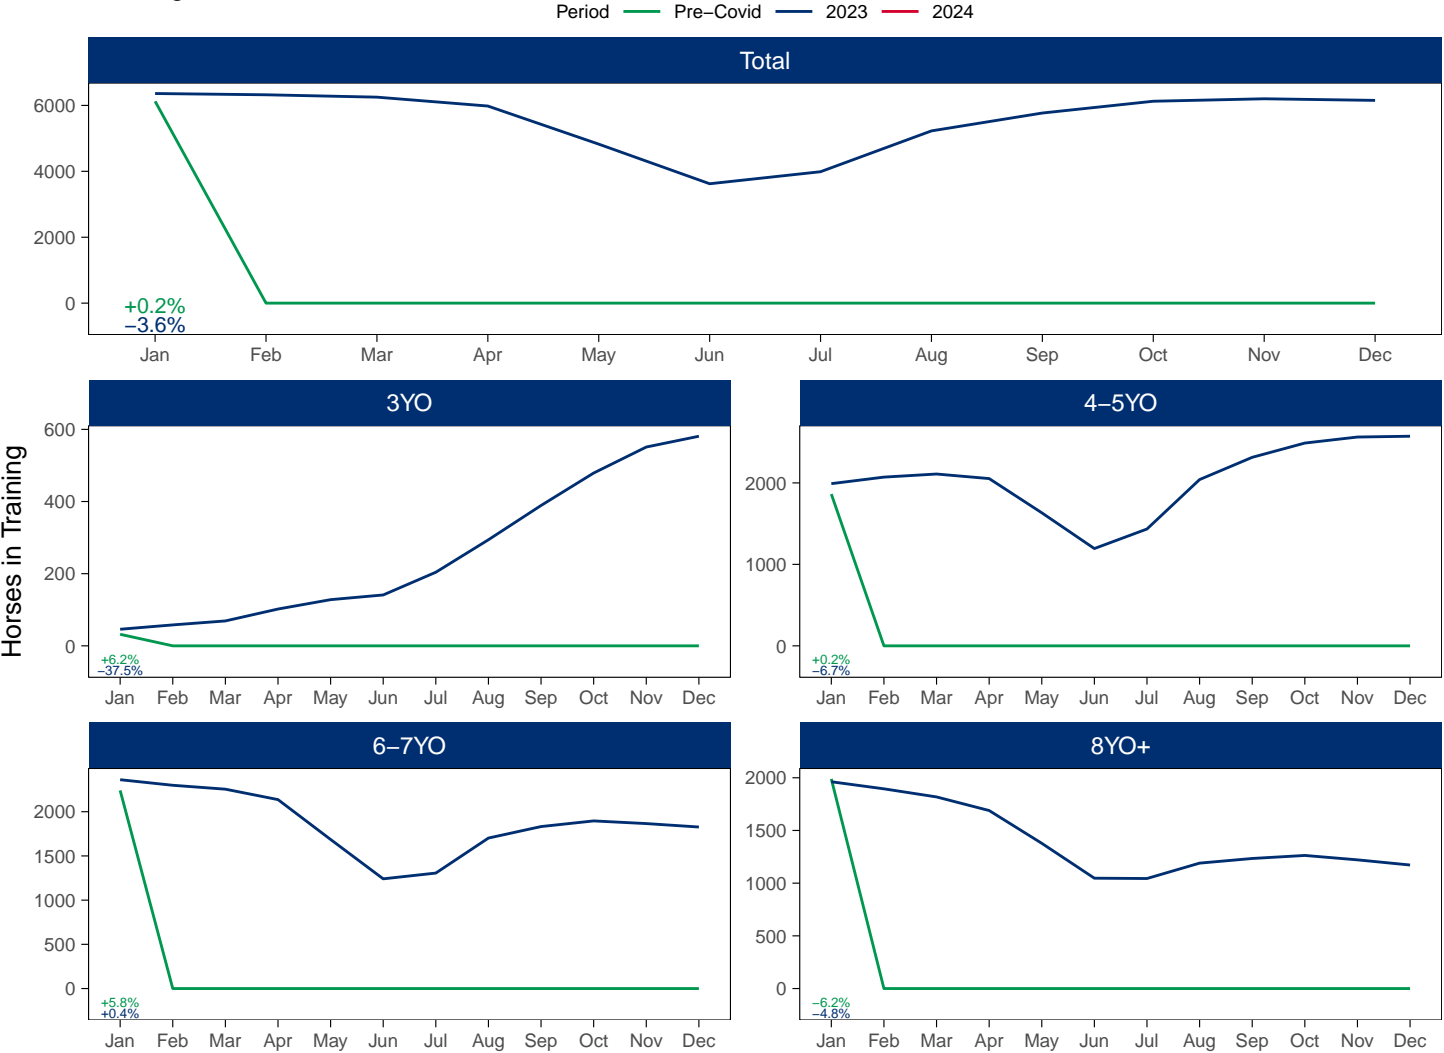 Period Pre–Covid 2023 2024
Total
6000
4000
2000
0
+0.2%
−3.6%
Jan Feb Mar Apr May Jun Jul Aug Sep Oct Nov Dec
Horses in Training
3YO
600
400
200
0
+6.2%
−37.5%
Jan Feb Mar Apr May Jun Jul Aug Sep Oct Nov Dec
4–5YO
2000
1000
0
+0.2%
−6.7%
Jan Feb Mar Apr May Jun Jul Aug Sep Oct Nov Dec
6–7YO
2000
1500
1000
500
0
+5.8%
+0.4%
Jan Feb Mar Apr May Jun Jul Aug Sep Oct Nov Dec
8YO+
2000
1500
1000
500
0
−6.2%
−4.8%
Jan Feb Mar Apr May Jun Jul Aug Sep Oct Nov Dec